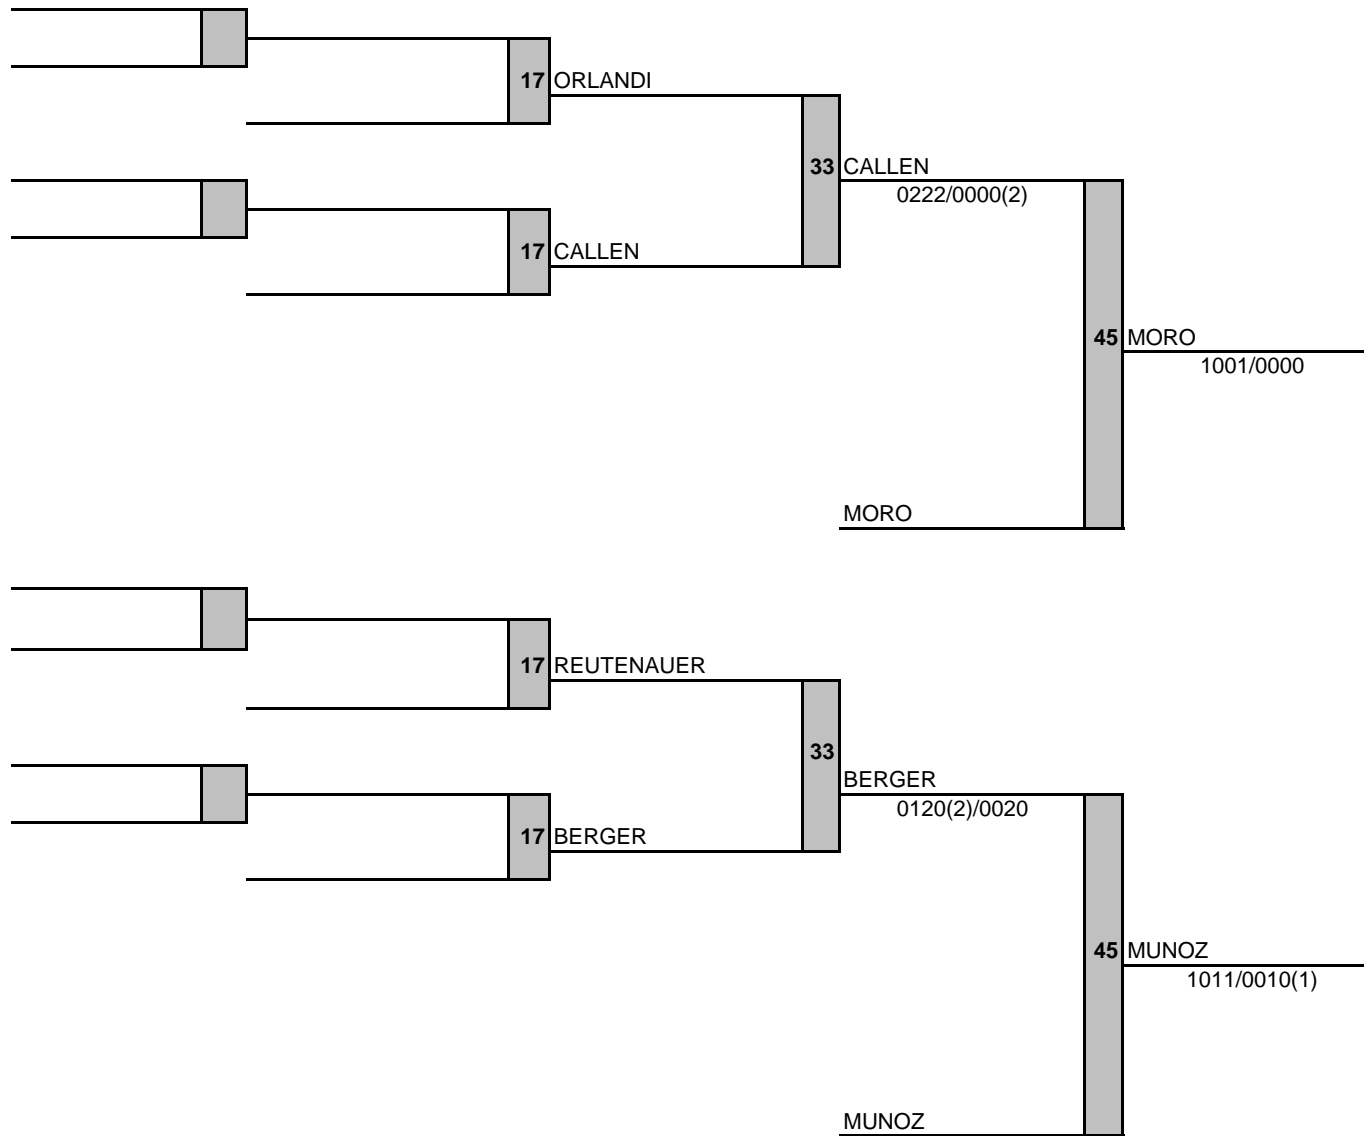 17 ORLANDI
33 CALLEN
0222/0000(2)
17 CALLEN
45 MORO
1001/0000
MORO
17 REUTENAUER
33
BERGER
0120(2)/0020
17 BERGER
45 MUNOZ
1011/0010(1)
MUNOZ